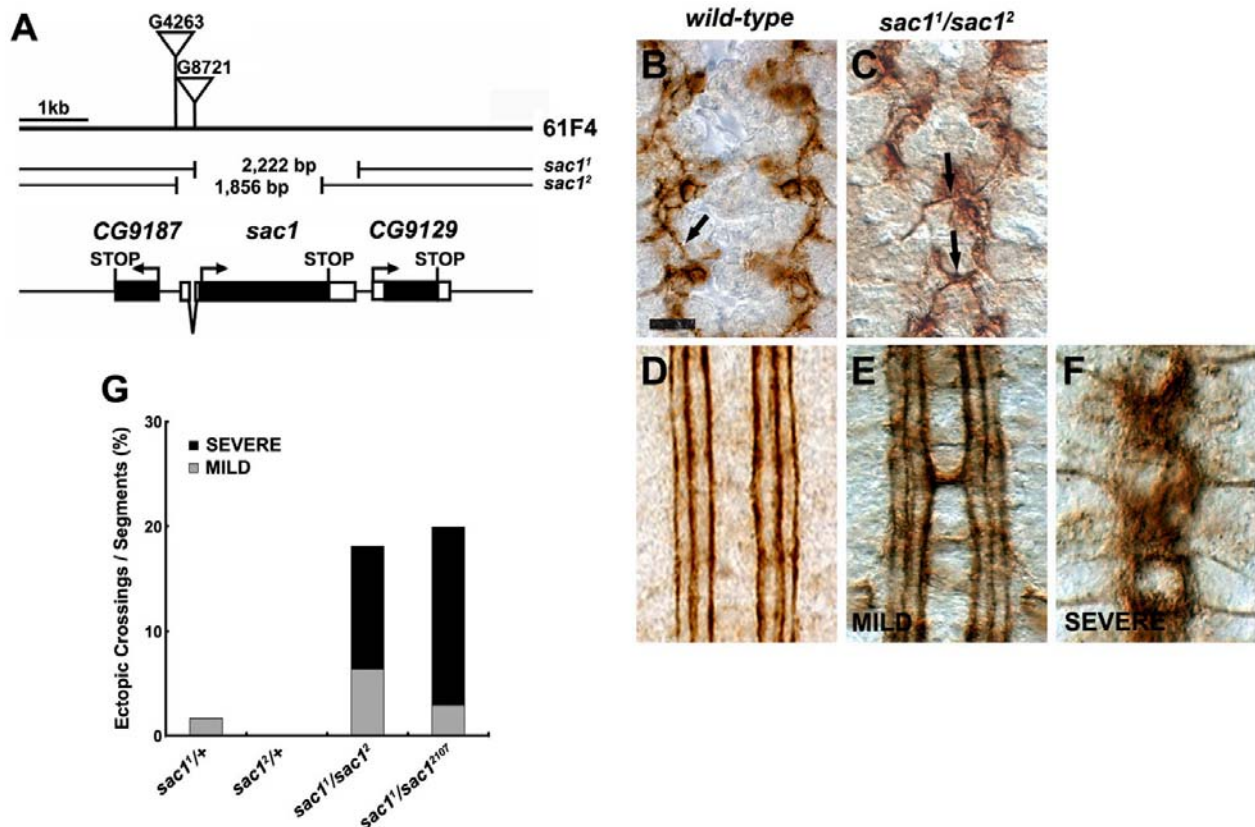 A
G4263
G8721
1kb
61F4
2,222 bp
sac1¹
1,856 bp
sac1²
CG9187 sac1 CG9129
STOP STOP STOP
wild-type sac1¹/sac1²
B
C
D
E
MILD
F
SEVERE
G
Ectopic Crossings / Segments (%)
30
20
10
0
SEVERE
MILD
sac1¹/+
sac1²/+
sac1¹/sac1²
sac1¹/sac1²¹⁰⁷